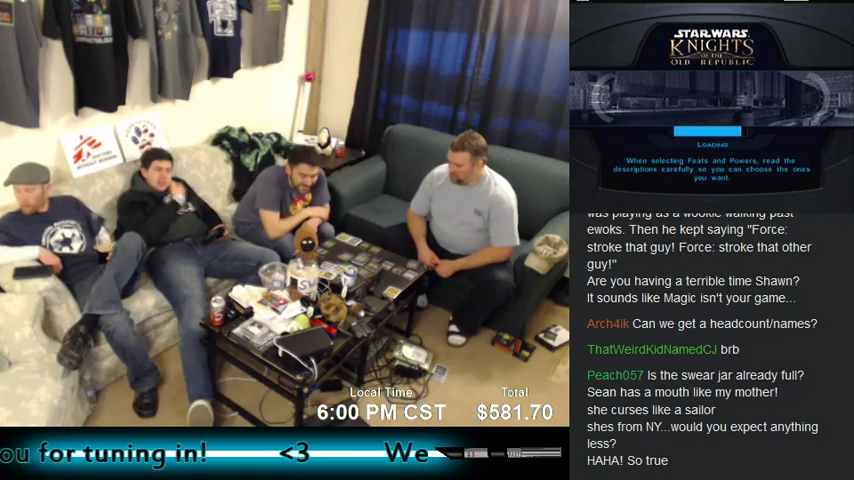 STAR WARS
KNIGHTS
OF THE
OLD REPUBLIC
LOADING
When selecting Feats and Powers, read the
descriptions carefully so you can choose the ones
you want.
was playing as a wookie walking past
ewoks. Then he kept saying "Force:
stroke that guy! Force: stroke that other
guy!"
Are you having a terrible time Shawn?
It sounds like Magic isn't your game...
Arch4ik Can we get a headcount/names?
ThatWeirdKidNamedCJ brb
Peach057 Is the swear jar already full?
Sean has a mouth like my mother!
she curses like a sailor
shes from NY...would you expect anything
less?
HAHA! So true
Local Time
6:00 PM CST
Total
$581.70
ou for tuning in! <3 We